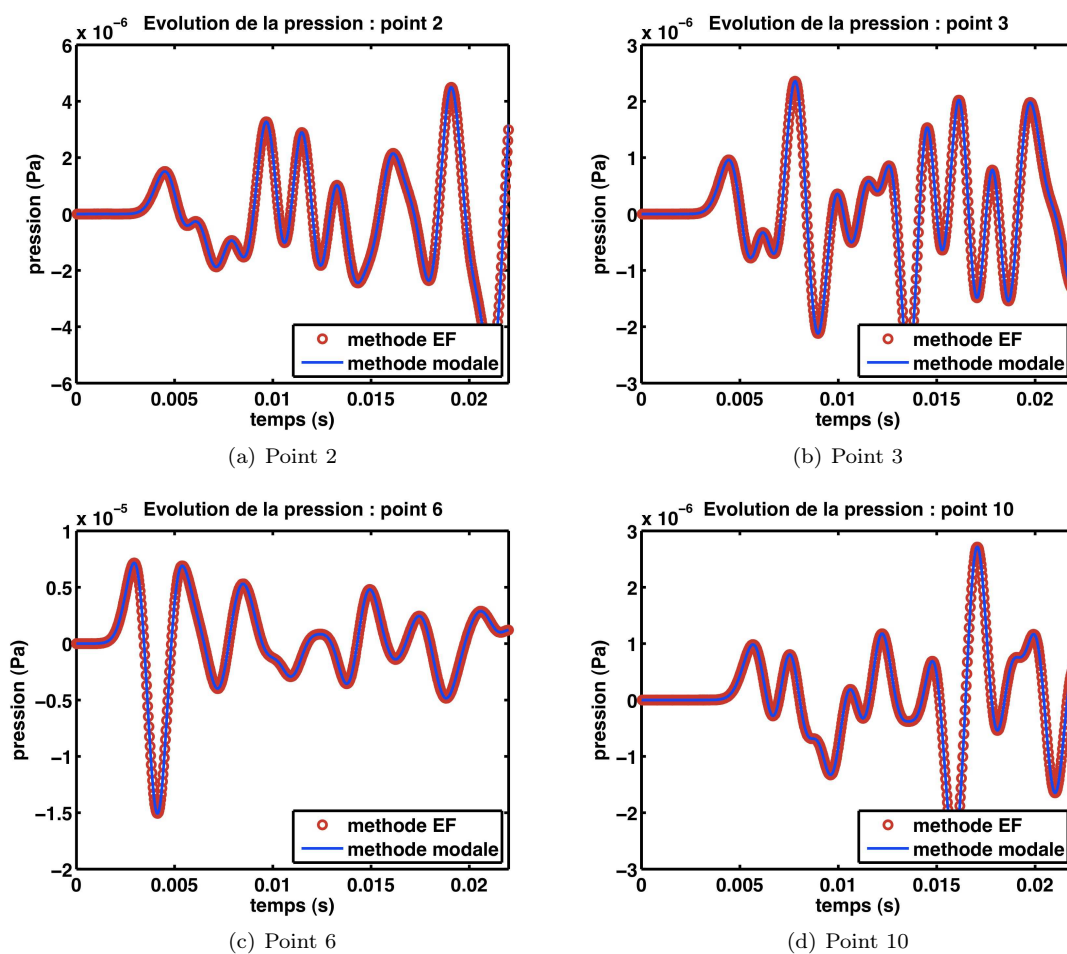 Evolution de la pression : point 2
x 10⁻⁶
6
4
2
0
−2
−4
−6
pression (Pa)
0 0.005 0.01 0.015 0.02
temps (s)
methode EF
methode modale
(a) Point 2
Evolution de la pression : point 3
x 10⁻⁶
3
2
1
0
−1
−2
−3
pression (Pa)
0 0.005 0.01 0.015 0.02
temps (s)
methode EF
methode modale
(b) Point 3
Evolution de la pression : point 6
x 10⁻⁵
1
0.5
0
−0.5
−1
−1.5
−2
pression (Pa)
0 0.005 0.01 0.015 0.02
temps (s)
methode EF
methode modale
(c) Point 6
Evolution de la pression : point 10
x 10⁻⁶
3
2
1
0
−1
−2
−3
pression (Pa)
0 0.005 0.01 0.015 0.02
temps (s)
methode EF
methode modale
(d) Point 10